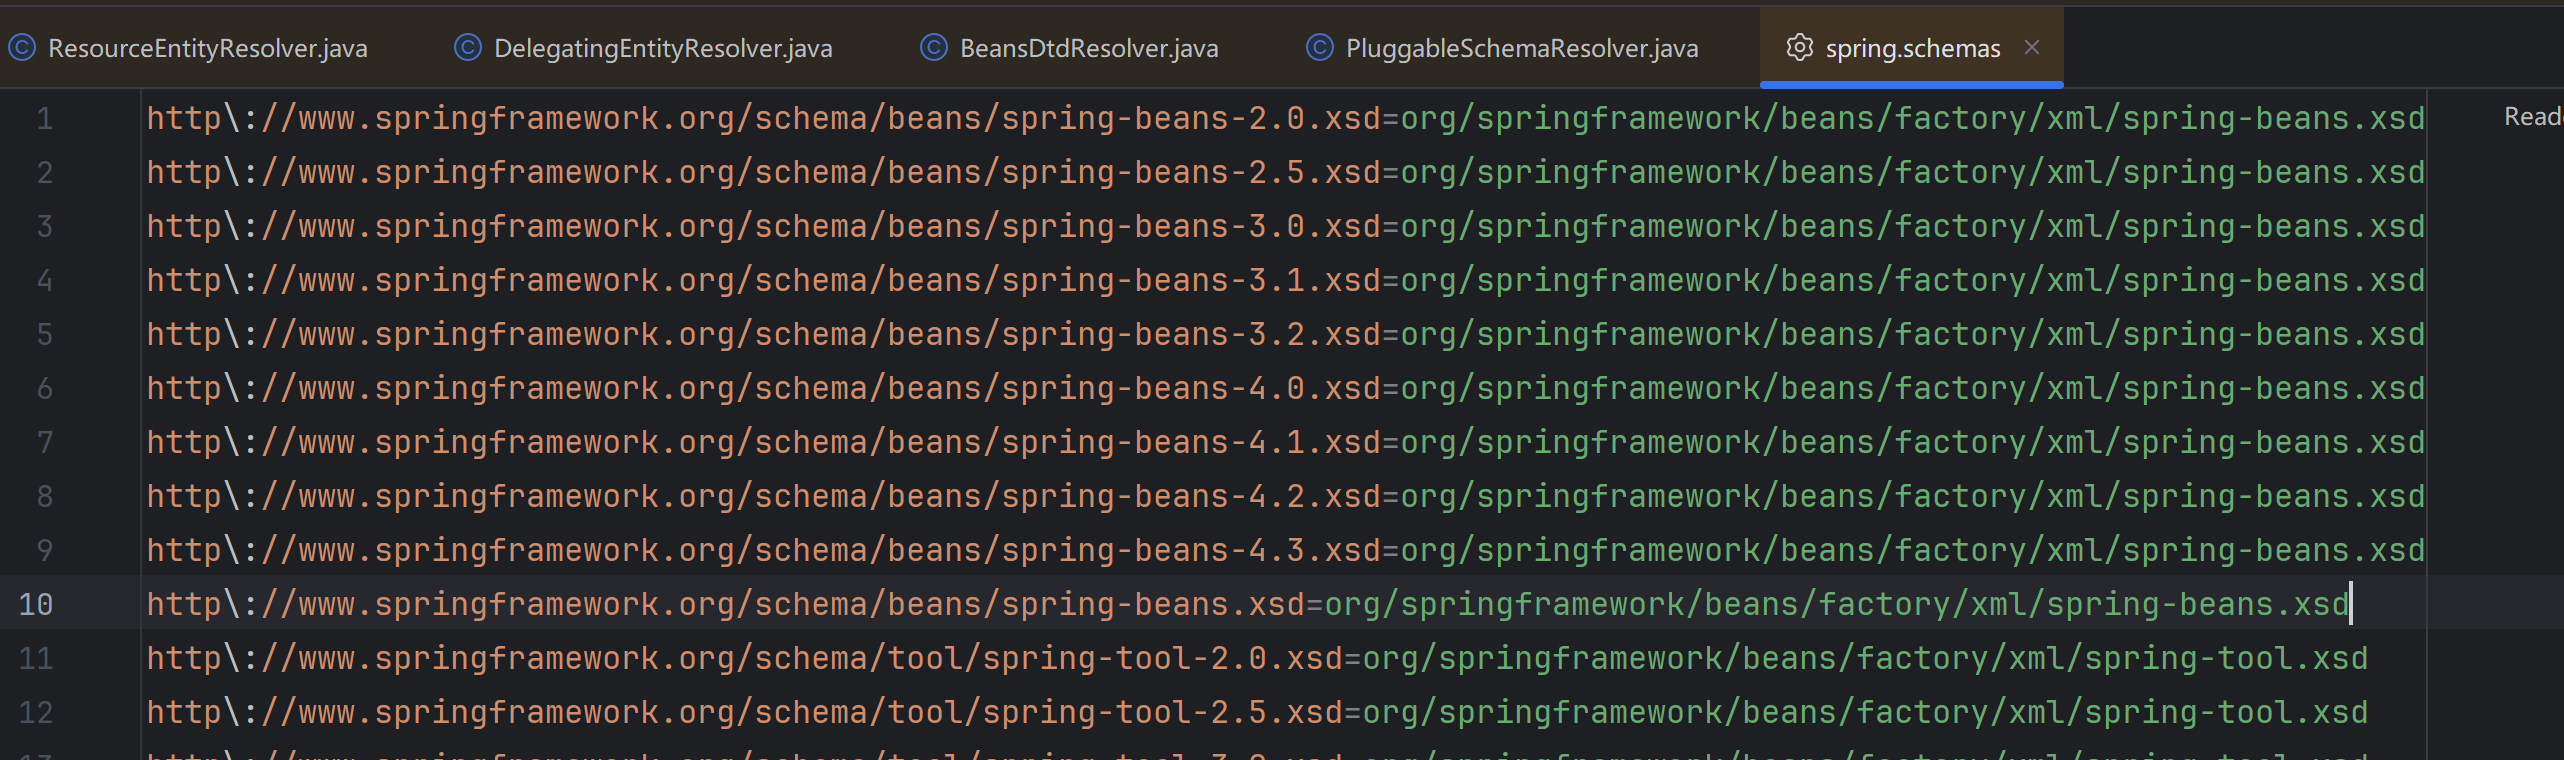 ResourceEntityResolver.java DelegatingEntityResolver.java BeansDtdResolver.java PluggableSchemaResolver.java spring.schemas
1 http\://www.springframework.org/schema/beans/spring-beans-2.0.xsd=org/springframework/beans/factory/xml/spring-beans.xsd
2 http\://www.springframework.org/schema/beans/spring-beans-2.5.xsd=org/springframework/beans/factory/xml/spring-beans.xsd
3 http\://www.springframework.org/schema/beans/spring-beans-3.0.xsd=org/springframework/beans/factory/xml/spring-beans.xsd
4 http\://www.springframework.org/schema/beans/spring-beans-3.1.xsd=org/springframework/beans/factory/xml/spring-beans.xsd
5 http\://www.springframework.org/schema/beans/spring-beans-3.2.xsd=org/springframework/beans/factory/xml/spring-beans.xsd
6 http\://www.springframework.org/schema/beans/spring-beans-4.0.xsd=org/springframework/beans/factory/xml/spring-beans.xsd
7 http\://www.springframework.org/schema/beans/spring-beans-4.1.xsd=org/springframework/beans/factory/xml/spring-beans.xsd
8 http\://www.springframework.org/schema/beans/spring-beans-4.2.xsd=org/springframework/beans/factory/xml/spring-beans.xsd
9 http\://www.springframework.org/schema/beans/spring-beans-4.3.xsd=org/springframework/beans/factory/xml/spring-beans.xsd
10 http\://www.springframework.org/schema/beans/spring-beans.xsd=org/springframework/beans/factory/xml/spring-beans.xsd
11 http\://www.springframework.org/schema/tool/spring-tool-2.0.xsd=org/springframework/beans/factory/xml/spring-tool.xsd
12 http\://www.springframework.org/schema/tool/spring-tool-2.5.xsd=org/springframework/beans/factory/xml/spring-tool.xsd